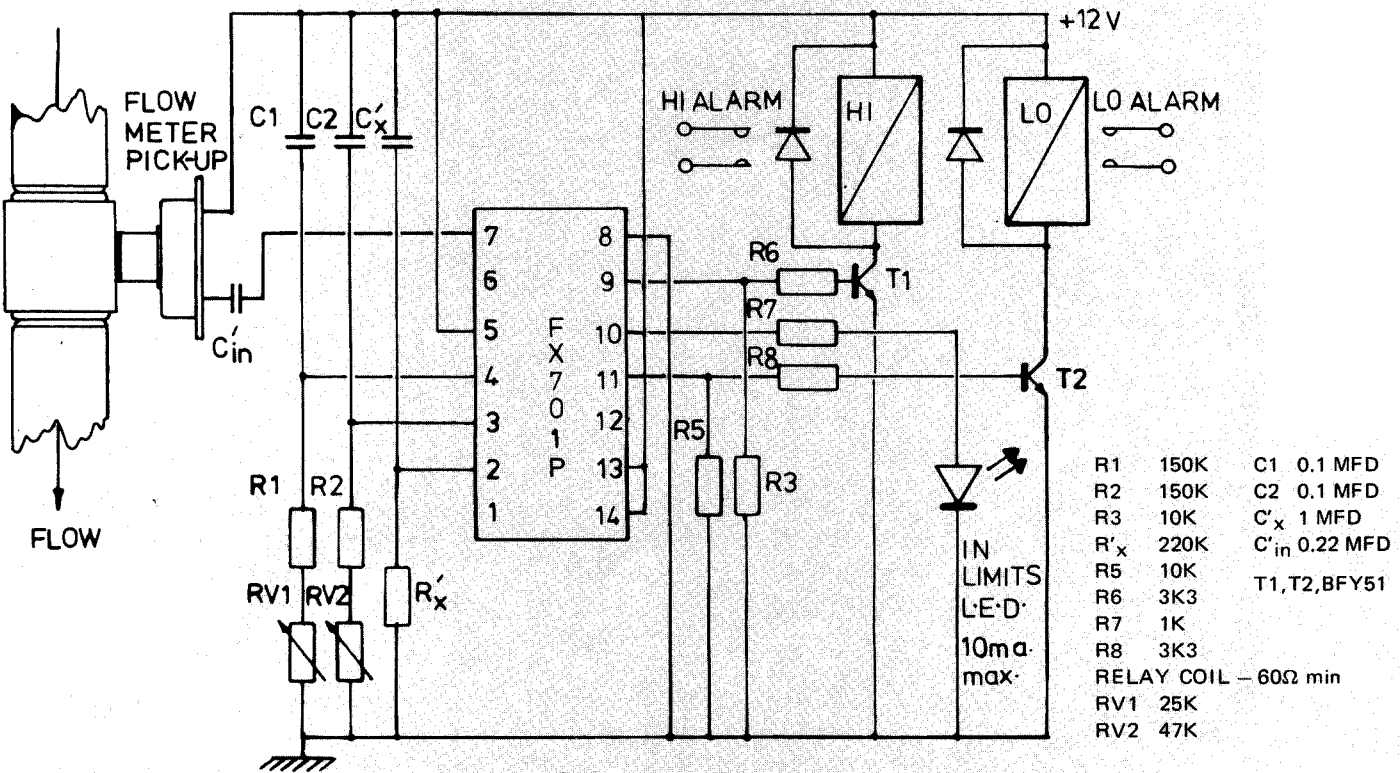 +12V
FLOW
METER
PICK-UP
C1
C2
C'x
HI ALARM
HI
LO
LO ALARM
7
6
5
4
3
2
1
FX701P
8
9
10
11
12
13
14
C'in
R6
T1
R7
R8
T2
R5
R3
R1
R2
RV1
RV2
R'x
FLOW
IN
LIMITS
L·E·D·
10ma·
max·
R1 150K C1 0.1 MFD
R2 150K C2 0.1 MFD
R3 10K C'x 1 MFD
R'x 220K C'in 0.22 MFD
R5 10K T1,T2,BFY51
R6 3K3
R7 1K
R8 3K3
RELAY COIL – 60Ω min
RV1 25K
RV2 47K